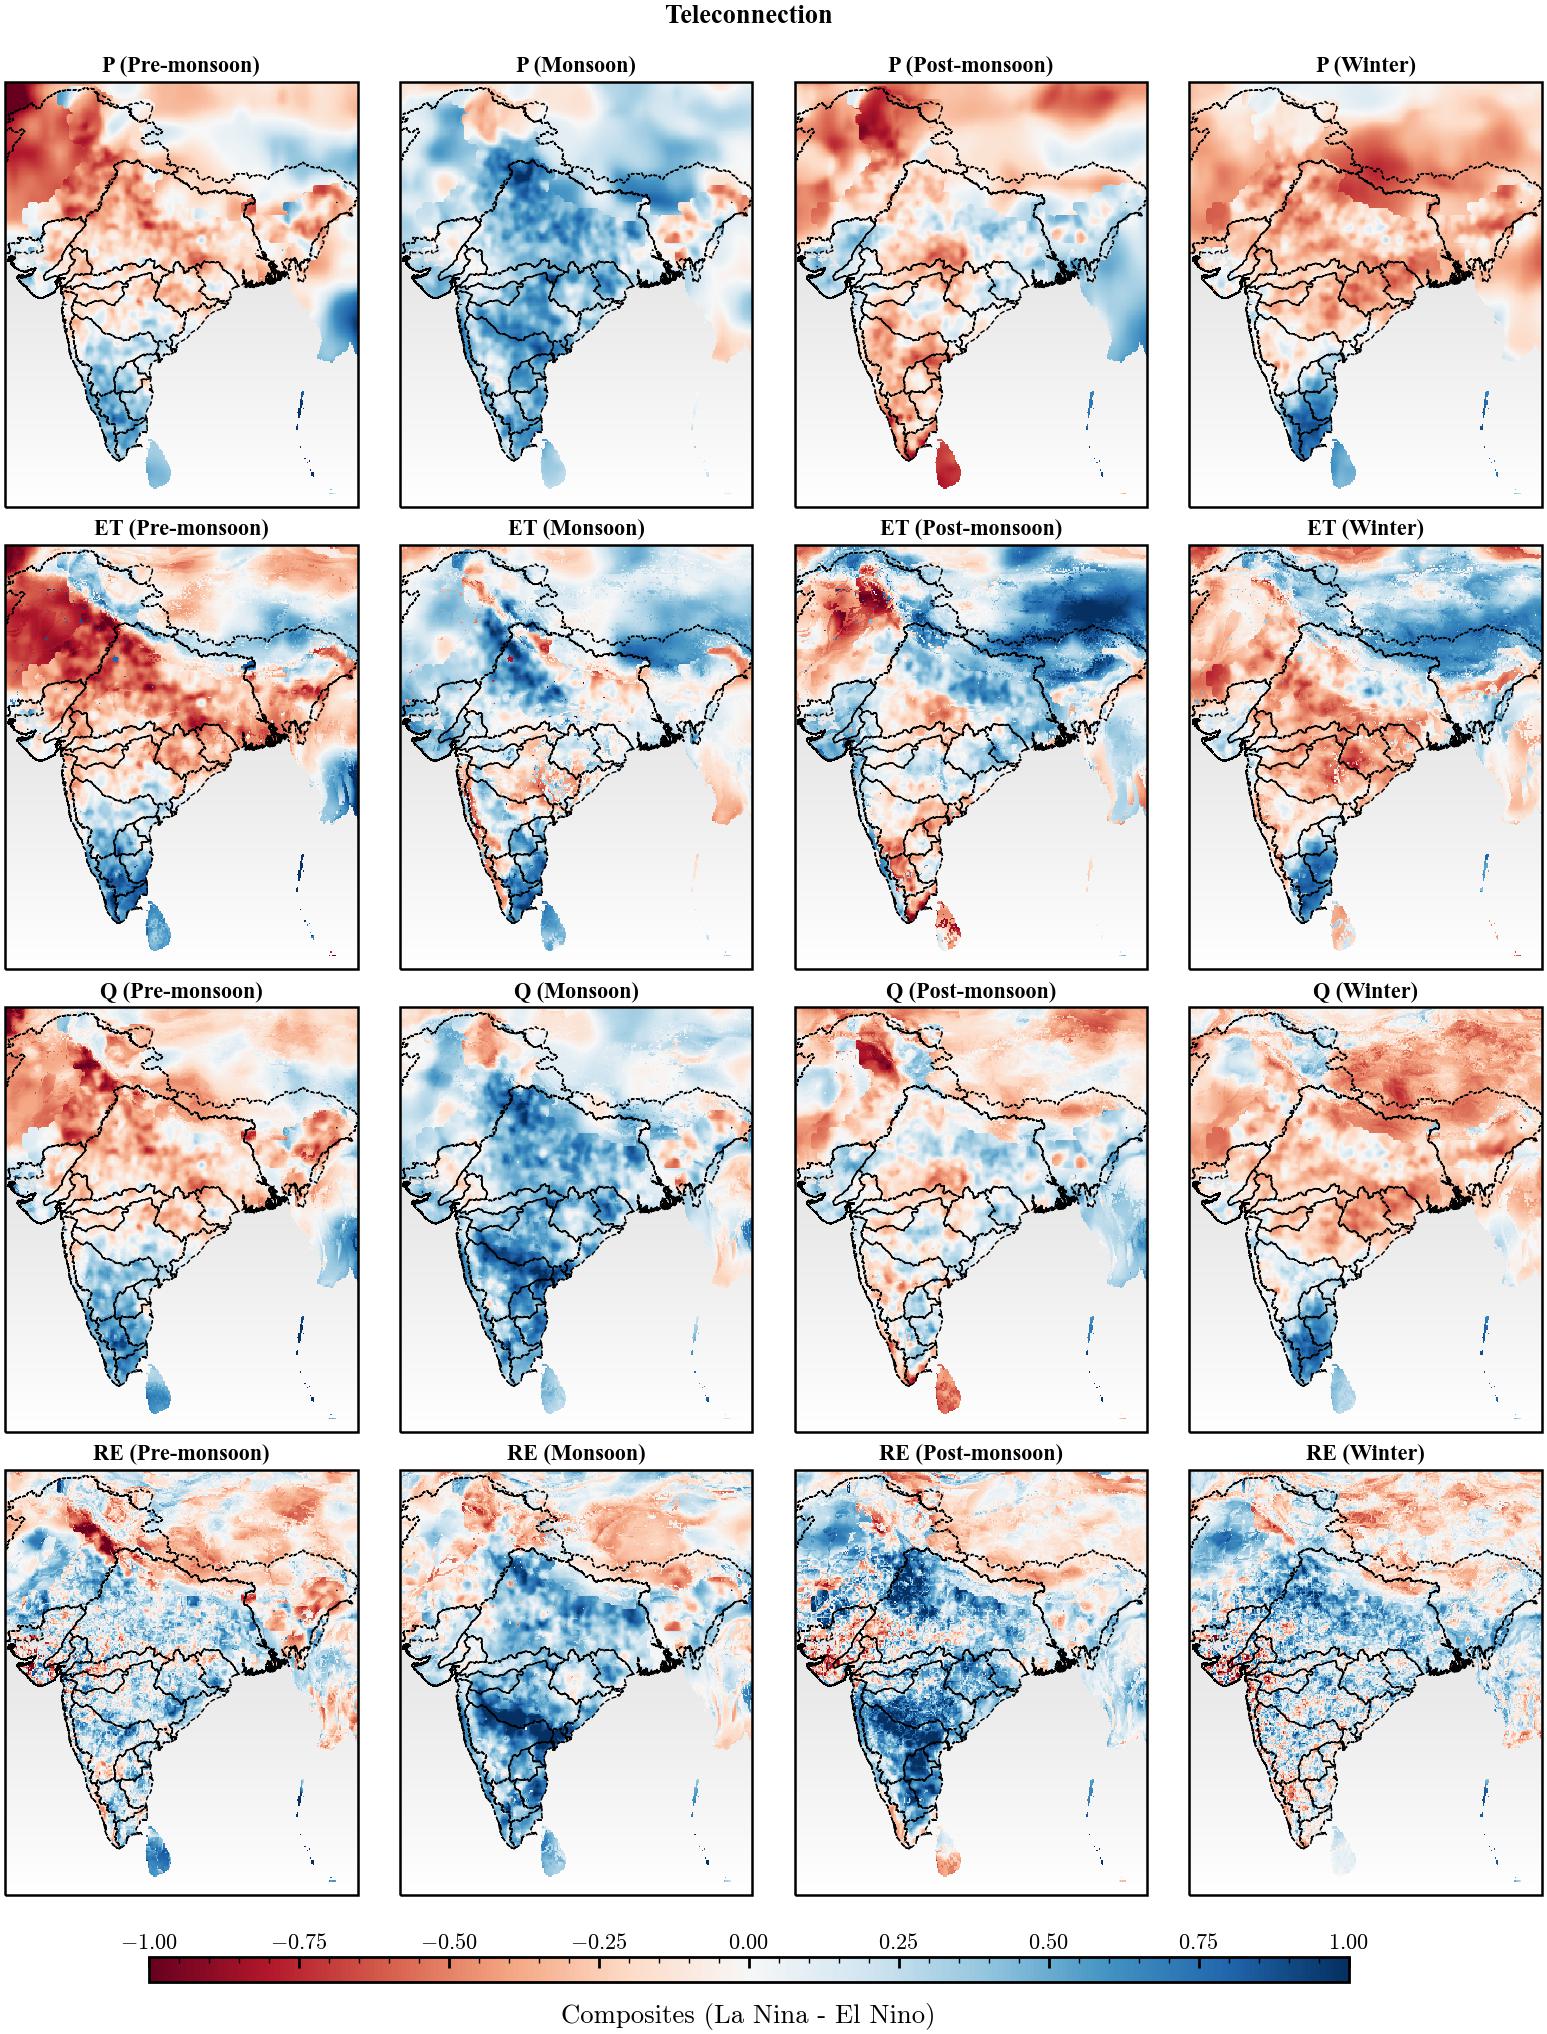 Teleconnection
P (Pre-monsoon) P (Monsoon) P (Post-monsoon) P (Winter)
ET (Pre-monsoon) ET (Monsoon) ET (Post-monsoon) ET (Winter)
Q (Pre-monsoon) Q (Monsoon) Q (Post-monsoon) Q (Winter)
RE (Pre-monsoon) RE (Monsoon) RE (Post-monsoon) RE (Winter)
−1.00 −0.75 −0.50 −0.25 0.00 0.25 0.50 0.75 1.00
Composites (La Nina - El Nino)